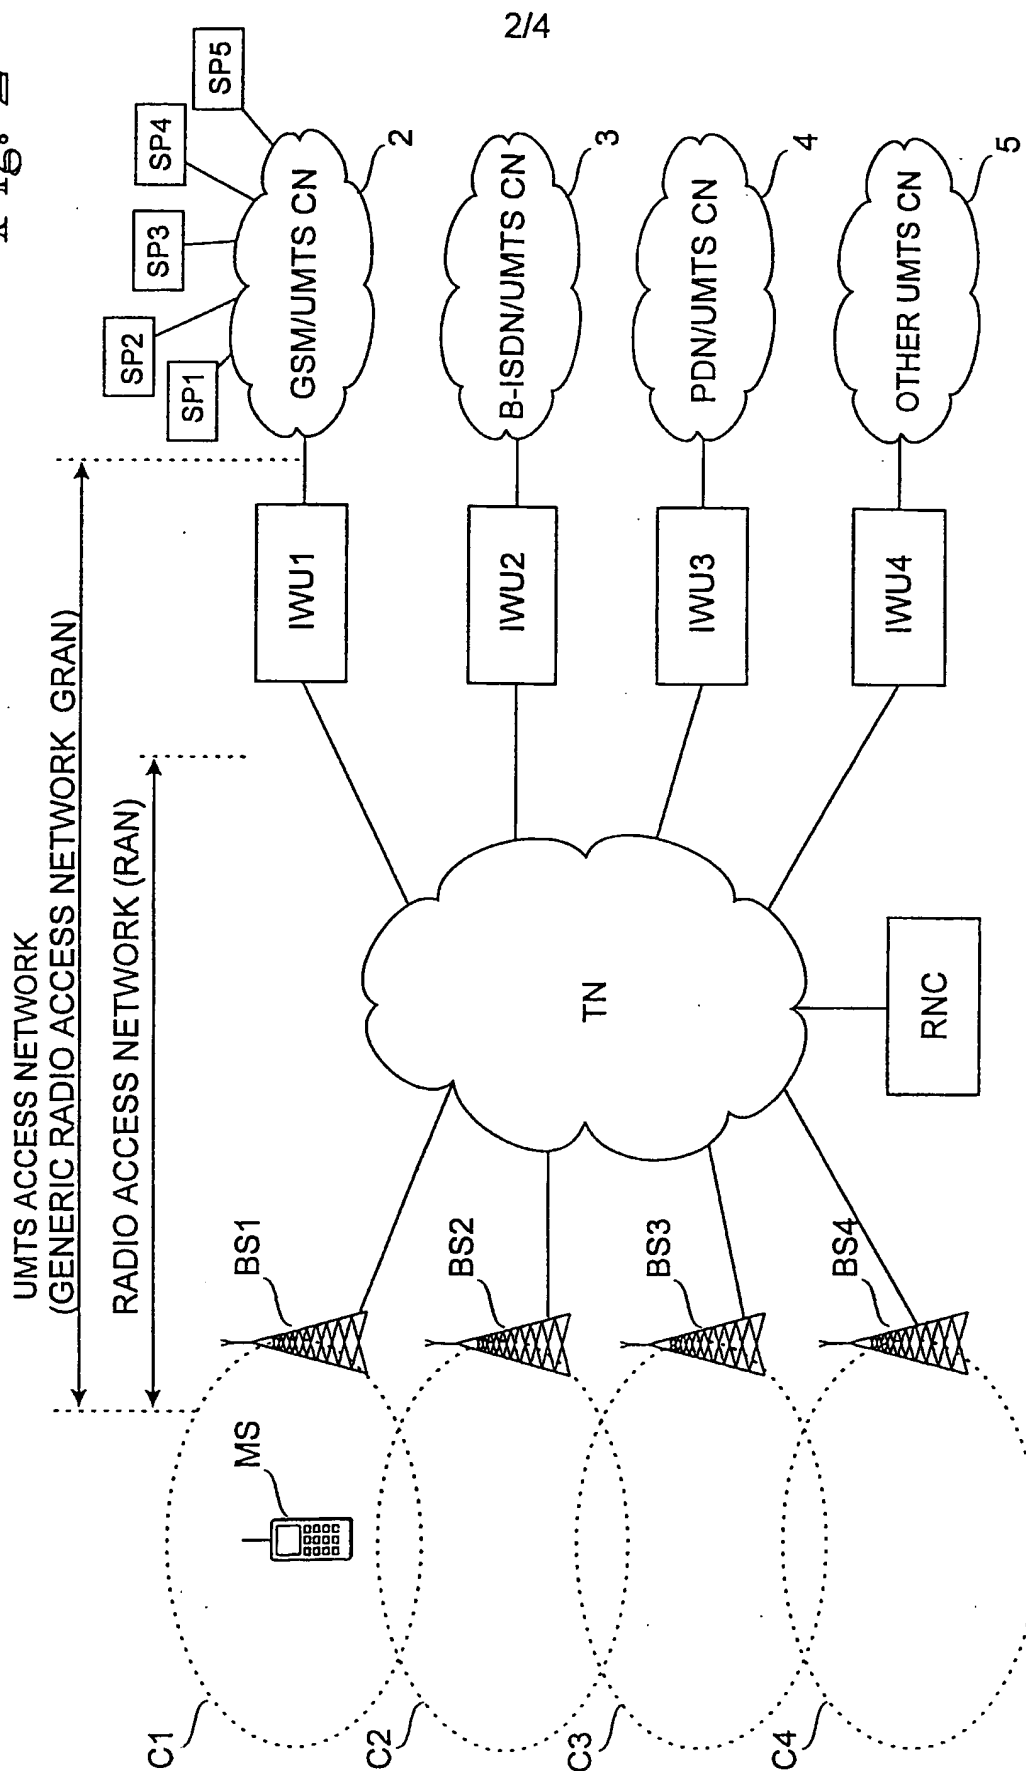 2/4
UMTS ACCESS NETWORK
(GENERIC RADIO ACCESS NETWORK GRAN)
RADIO ACCESS NETWORK (RAN)
C1
MS
BS1
IWU1
GSM/UMTS CN
2
SP1
SP2
SP3
SP4
SP5
C2
BS2
IWU2
B-ISDN/UMTS CN
3
TN
C3
BS3
IWU3
PDN/UMTS CN
4
C4
BS4
RNC
IWU4
OTHER UMTS CN
5